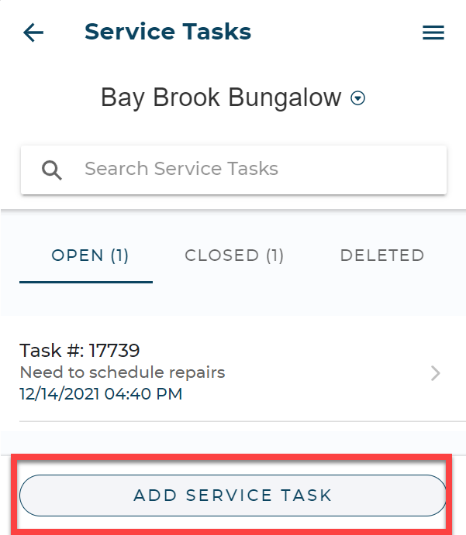 Service Tasks
Bay Brook Bungalow
Search Service Tasks
OPEN (1) CLOSED (1) DELETED
Task #: 17739
Need to schedule repairs
12/14/2021 04:40 PM
ADD SERVICE TASK